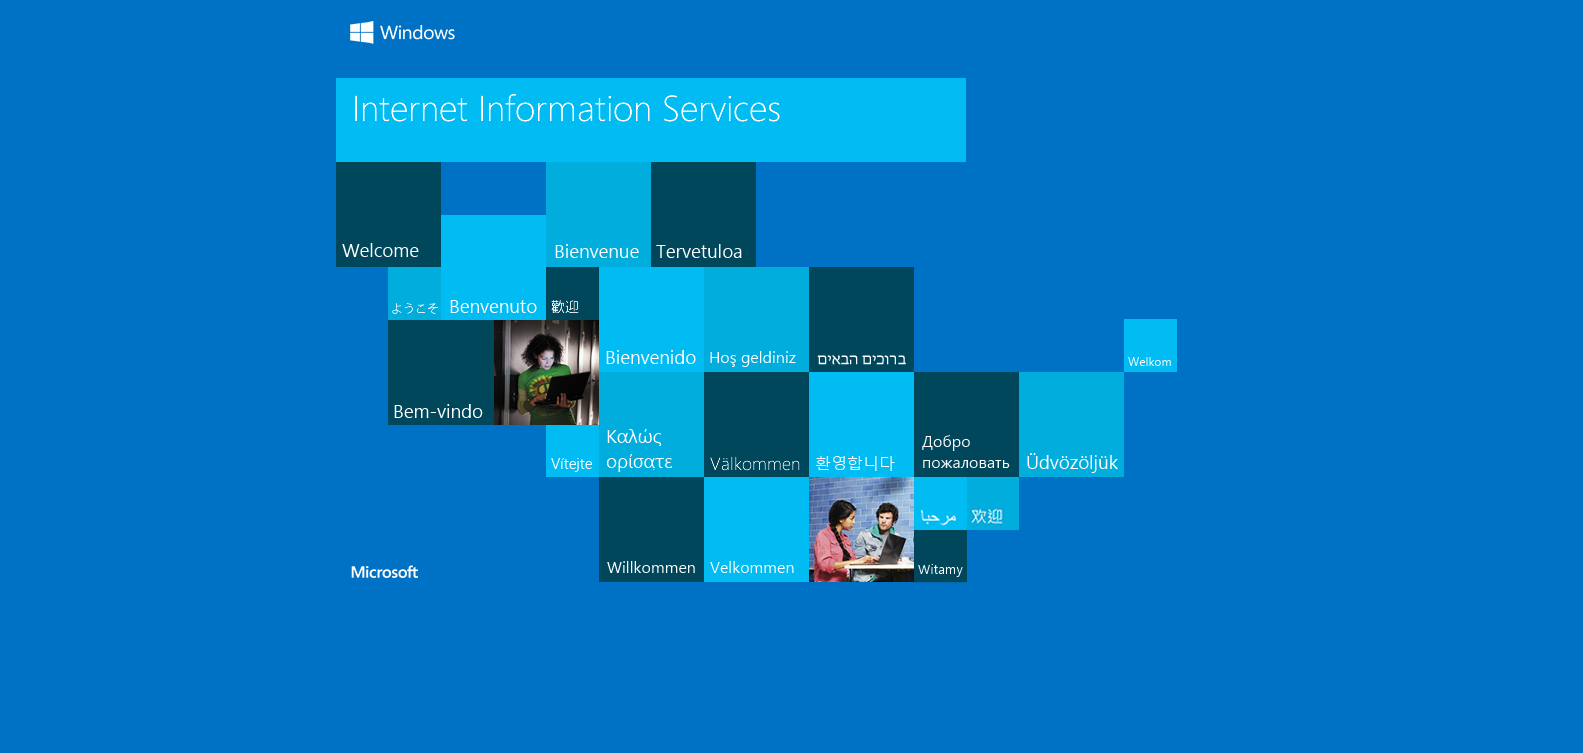 Windows
Internet Information Services
Welcome
Bienvenue
Tervetuloa
ようこそ
Benvenuto
歡迎
Bienvenido
Hoş geldiniz
ברוכים הבאים
Welkom
Bem-vindo
Vítejte
Καλώς
ορίσατε
Välkommen
환영합니다
Добро
пожаловать
Üdvözöljük
Willkommen
Velkommen
مرحبا
欢迎
Witamy
Microsoft